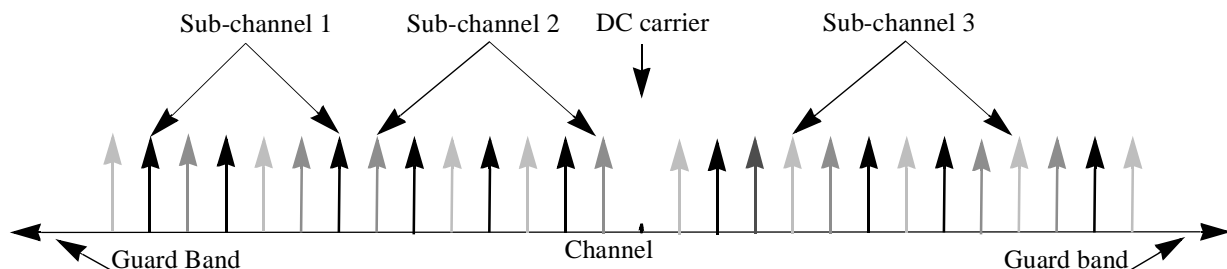 Sub-channel 1
Sub-channel 2
DC carrier
Sub-channel 3
Channel
Guard Band
Guard band